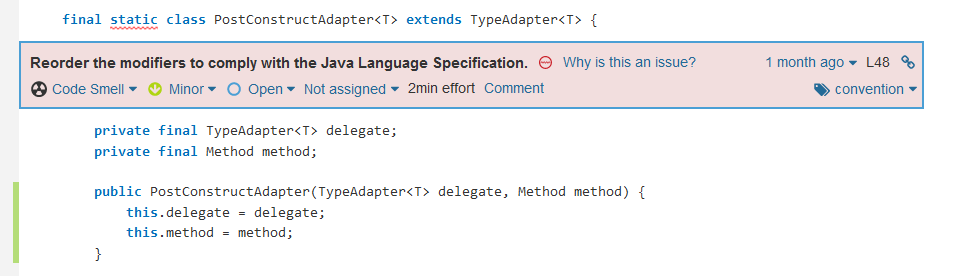 final static class PostConstructAdapter<T> extends TypeAdapter<T> {
Reorder the modifiers to comply with the Java Language Specification. Why is this an issue? 1 month ago L48
Code Smell Minor Open Not assigned 2min effort Comment convention
private final TypeAdapter<T> delegate;
private final Method method;
public PostConstructAdapter(TypeAdapter<T> delegate, Method method) {
this.delegate = delegate;
this.method = method;
}